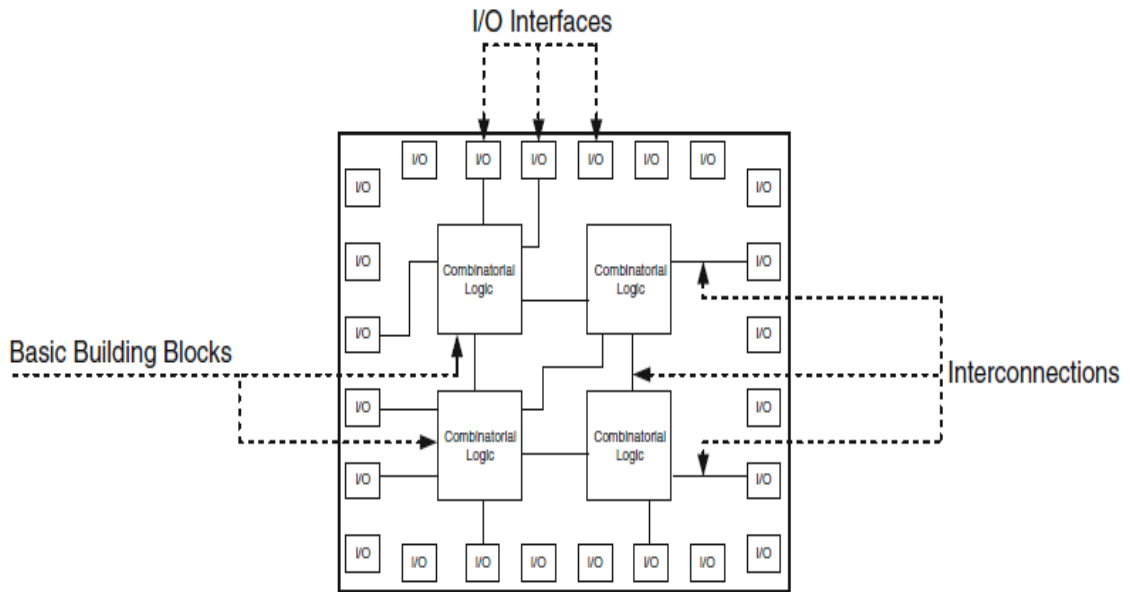 I/O Interfaces
I/O I/O I/O I/O I/O I/O
I/O I/O
I/O Combinatorial Logic Combinatorial Logic I/O
I/O I/O
Basic Building Blocks
Interconnections
I/O I/O
I/O Combinatorial Logic Combinatorial Logic I/O
I/O I/O
I/O I/O I/O I/O I/O I/O